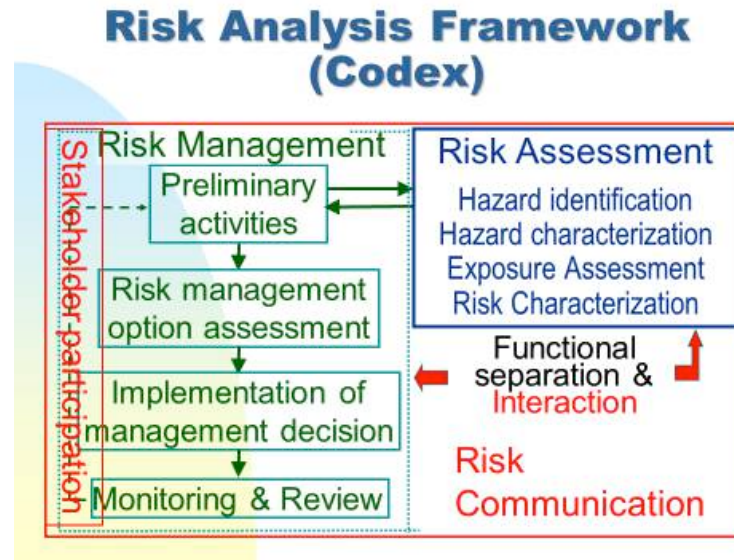 Risk Analysis Framework
(Codex)
Stakeholder participation
Risk Management
Preliminary
activities
Risk management
option assessment
Implementation of
management decision
Monitoring & Review
Risk Assessment
Hazard identification
Hazard characterization
Exposure Assessment
Risk Characterization
Functional
separation &
Interaction
Risk
Communication